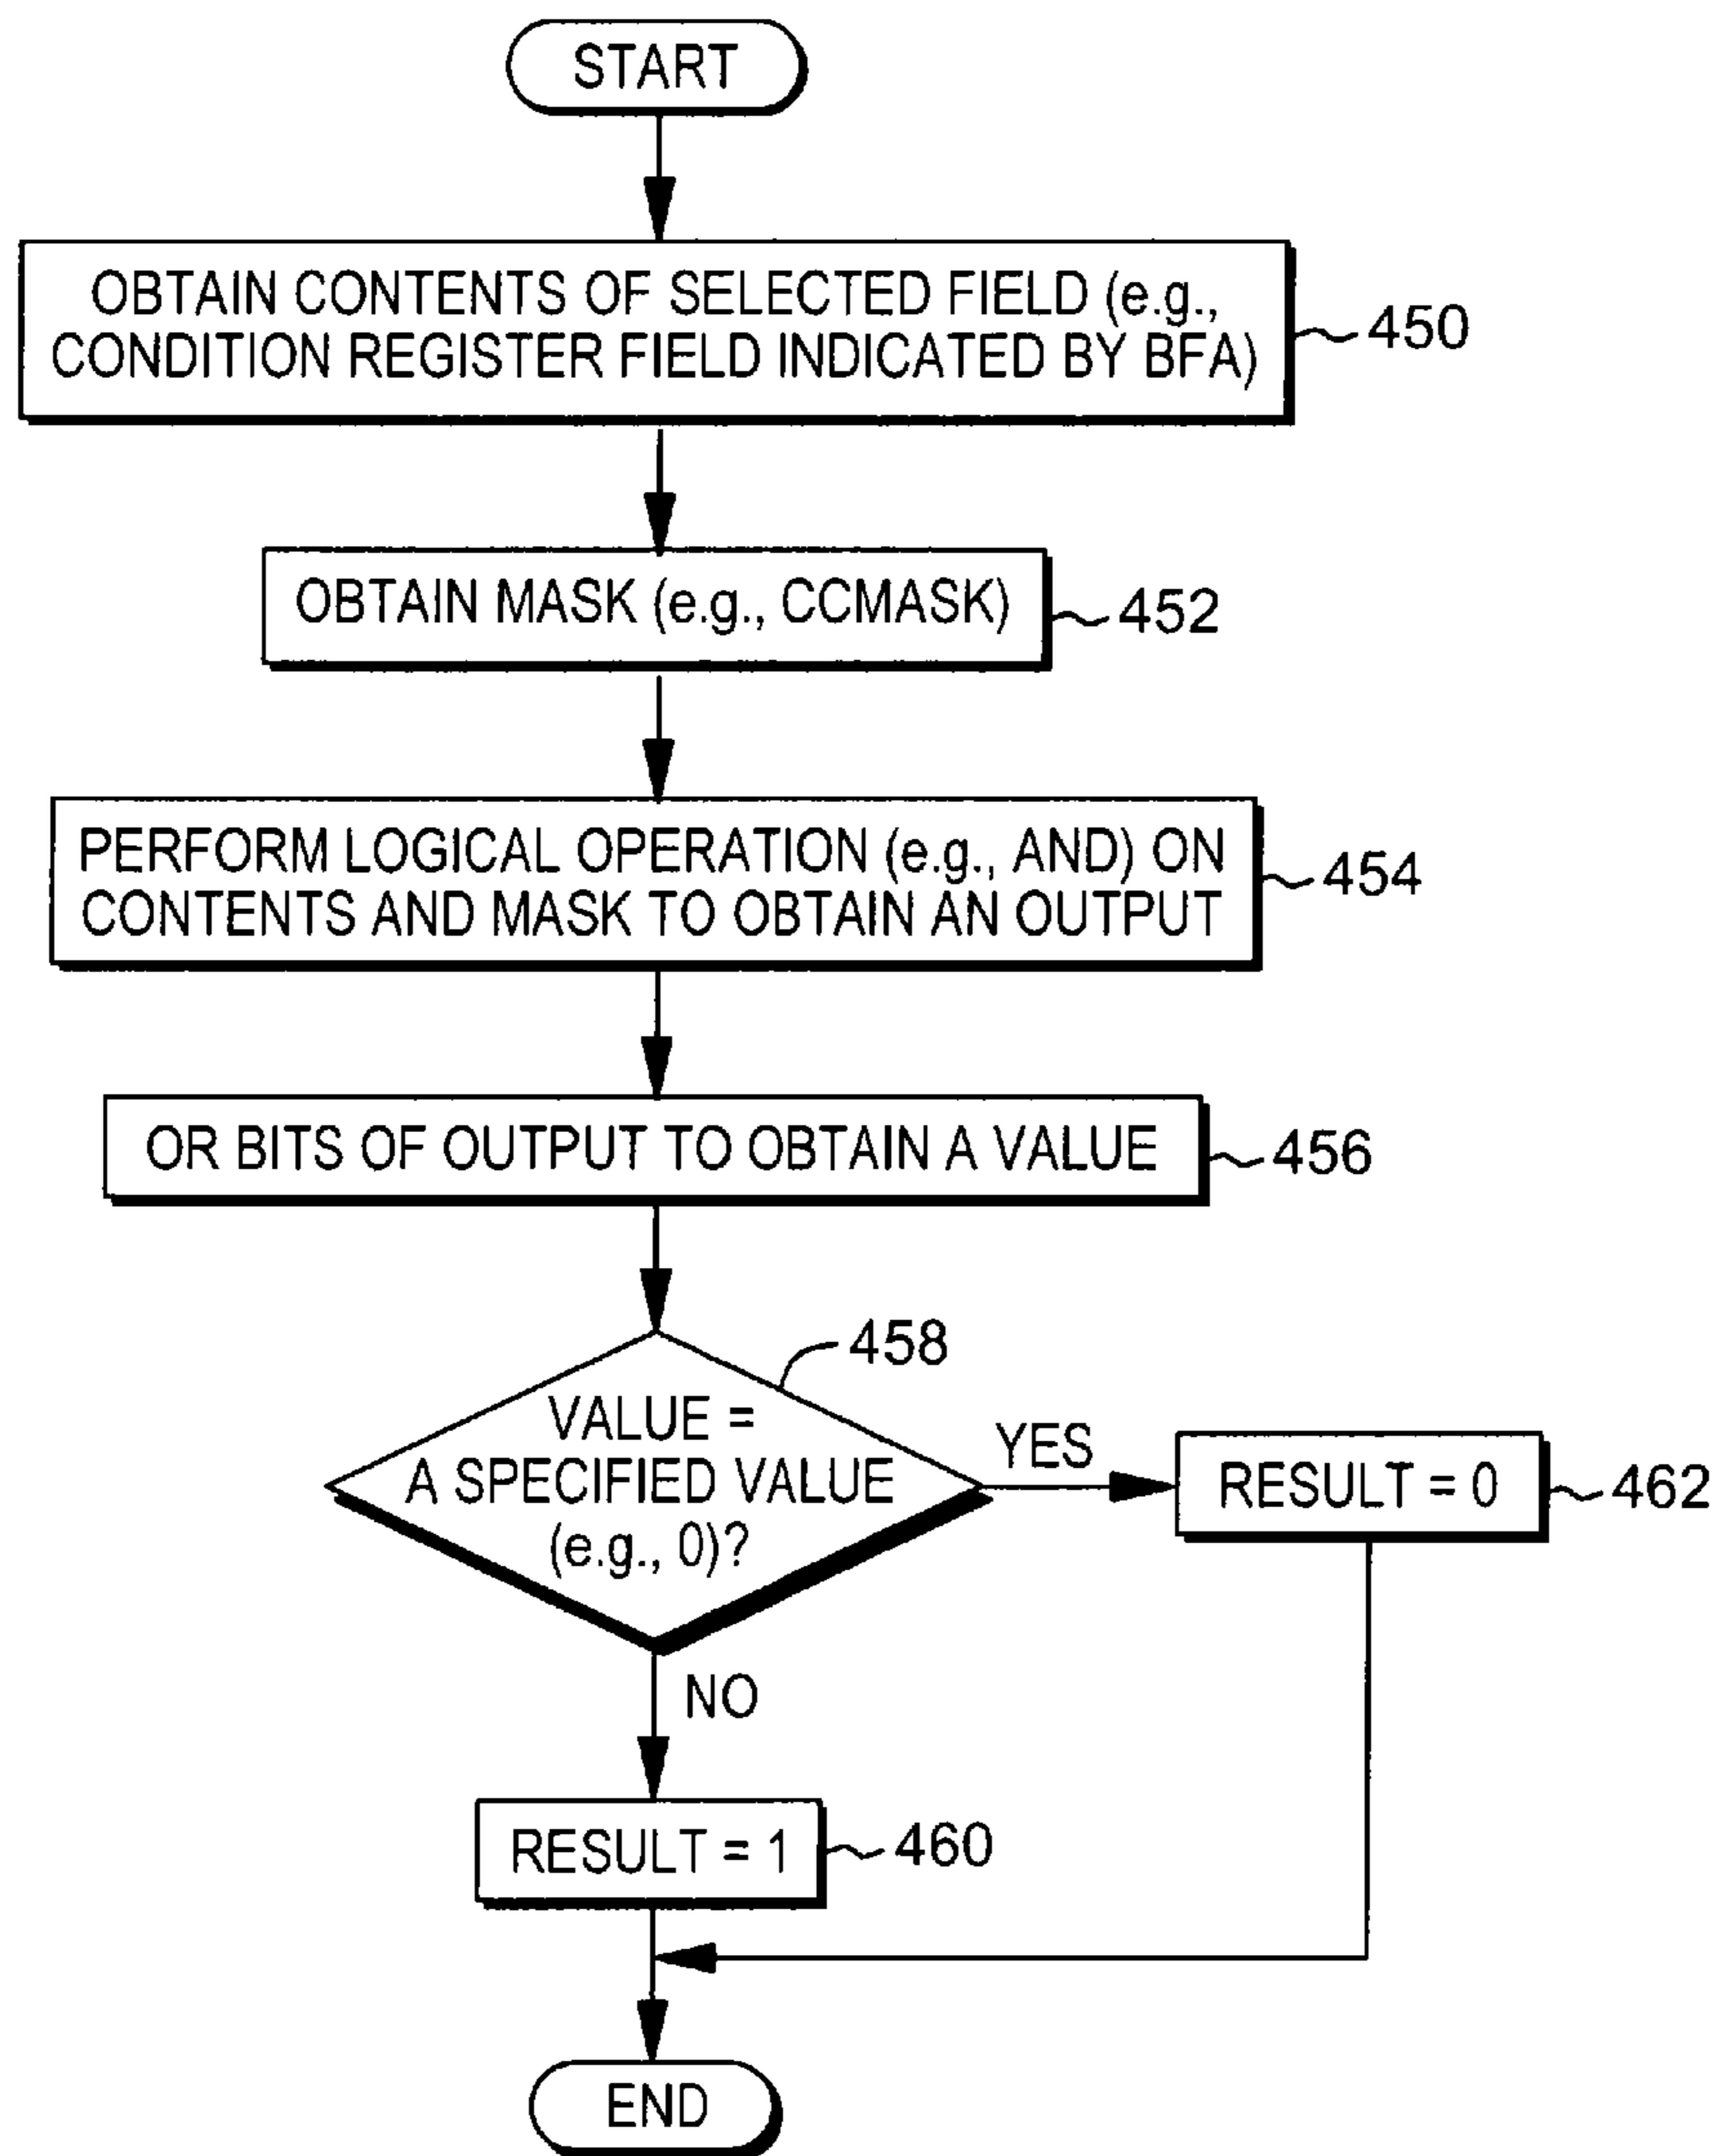 START
OBTAIN CONTENTS OF SELECTED FIELD (e.g.,
CONDITION REGISTER FIELD INDICATED BY BFA)
450
OBTAIN MASK (e.g., CCMASK)
452
PERFORM LOGICAL OPERATION (e.g., AND) ON
CONTENTS AND MASK TO OBTAIN AN OUTPUT
454
OR BITS OF OUTPUT TO OBTAIN A VALUE
456
458
VALUE =
A SPECIFIED VALUE
(e.g., 0)?
YES
RESULT = 0
462
NO
RESULT = 1
460
END